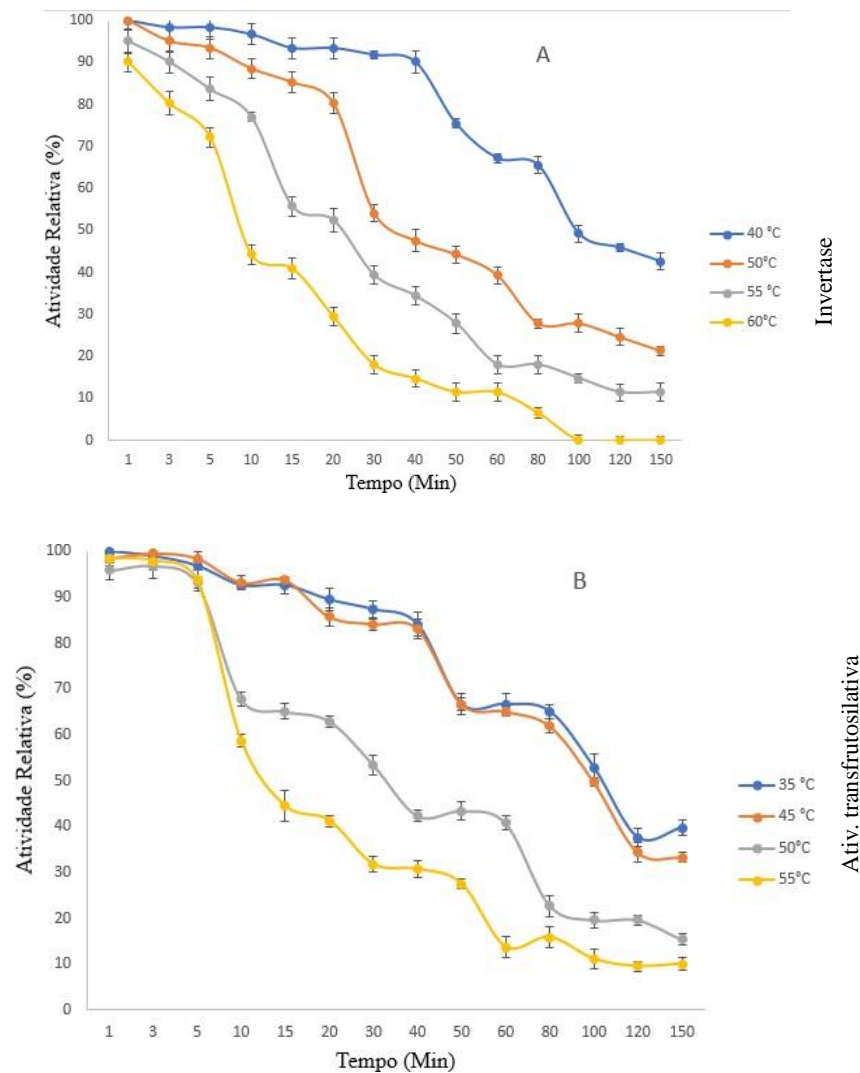 A
Atividade Relativa (%)
100
90
80
70
60
50
40
30
20
10
0
1 3 5 10 15 20 30 40 50 60 80 100 120 150
Tempo (Min)
40 °C
50°C
55 °C
60°C
Invertase
B
Atividade Relativa (%)
100
90
80
70
60
50
40
30
20
10
0
1 3 5 10 15 20 30 40 50 60 80 100 120 150
Tempo (Min)
35 °C
45 °C
50°C
55°C
Ativ. transfrutosilativa